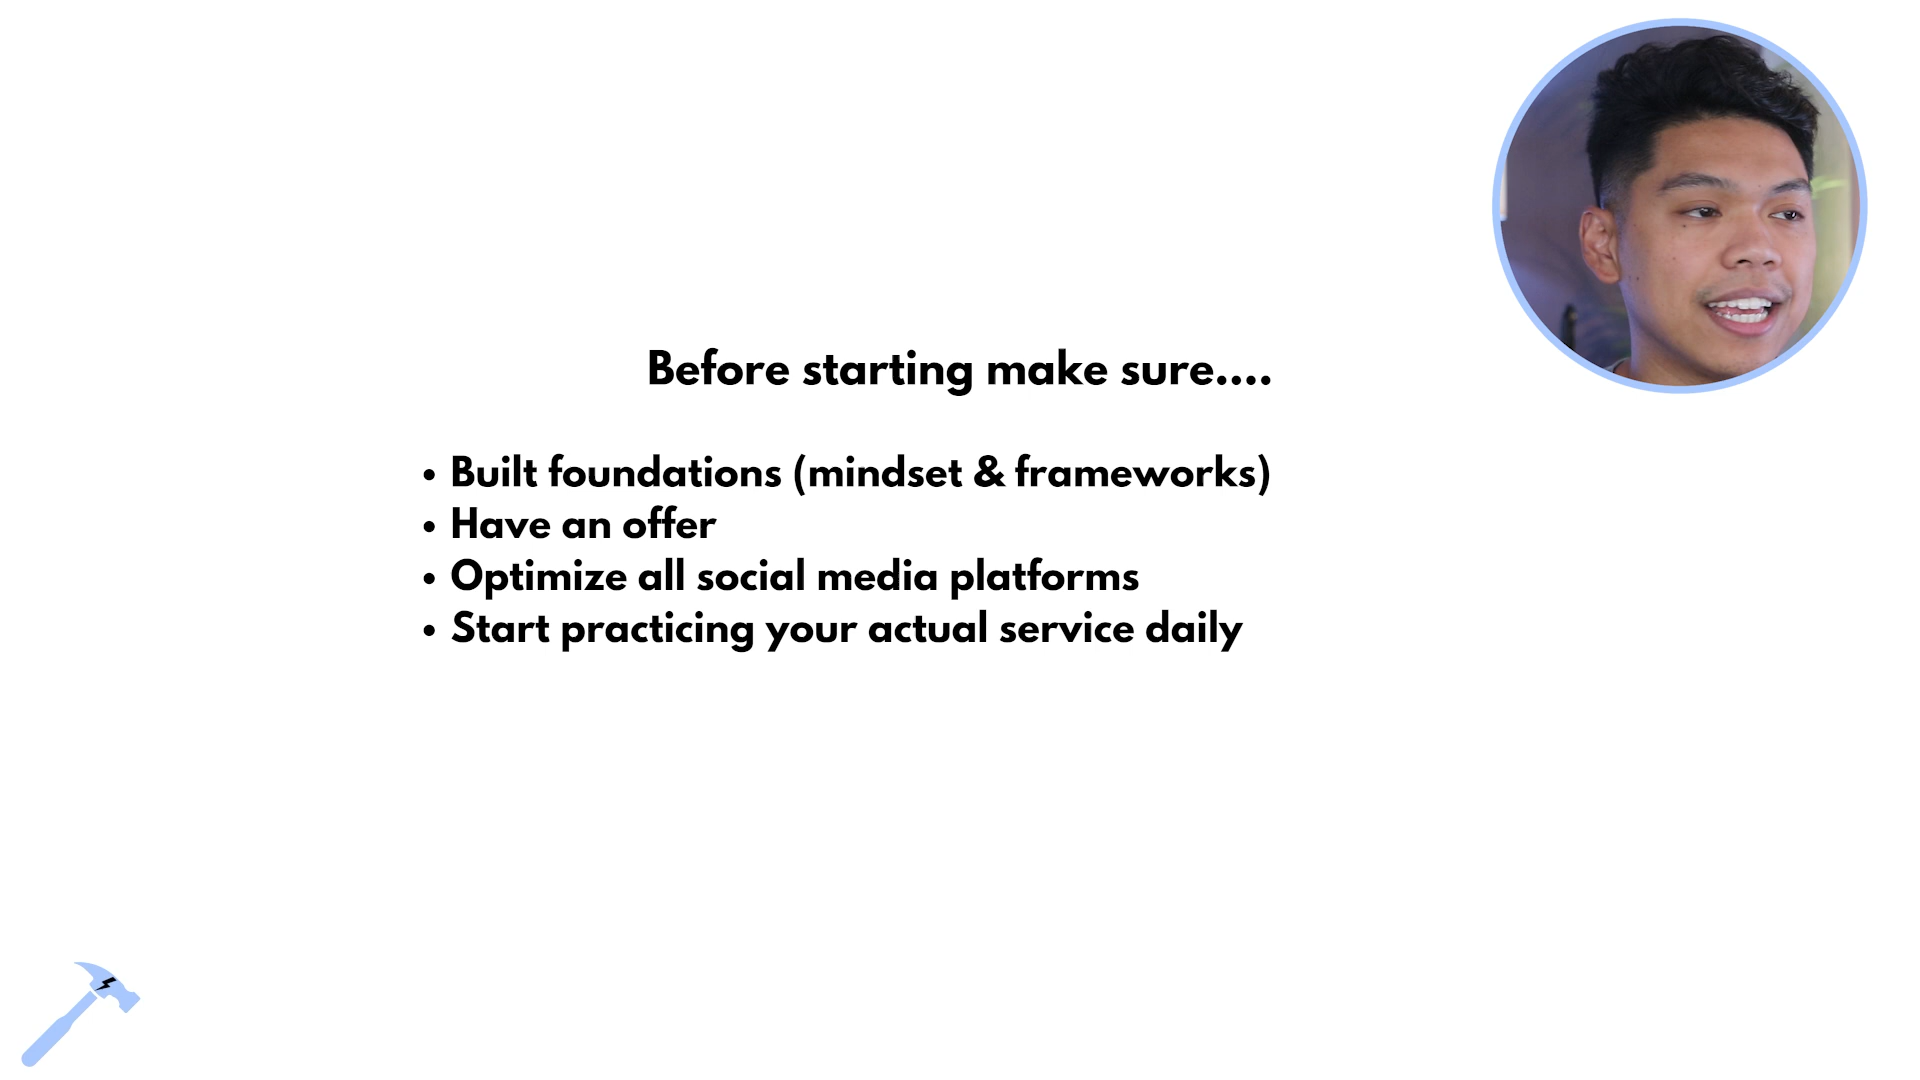 Before starting make sure....
• Built foundations (mindset & frameworks)
• Have an offer
• Optimize all social media platforms
• Start practicing your actual service daily